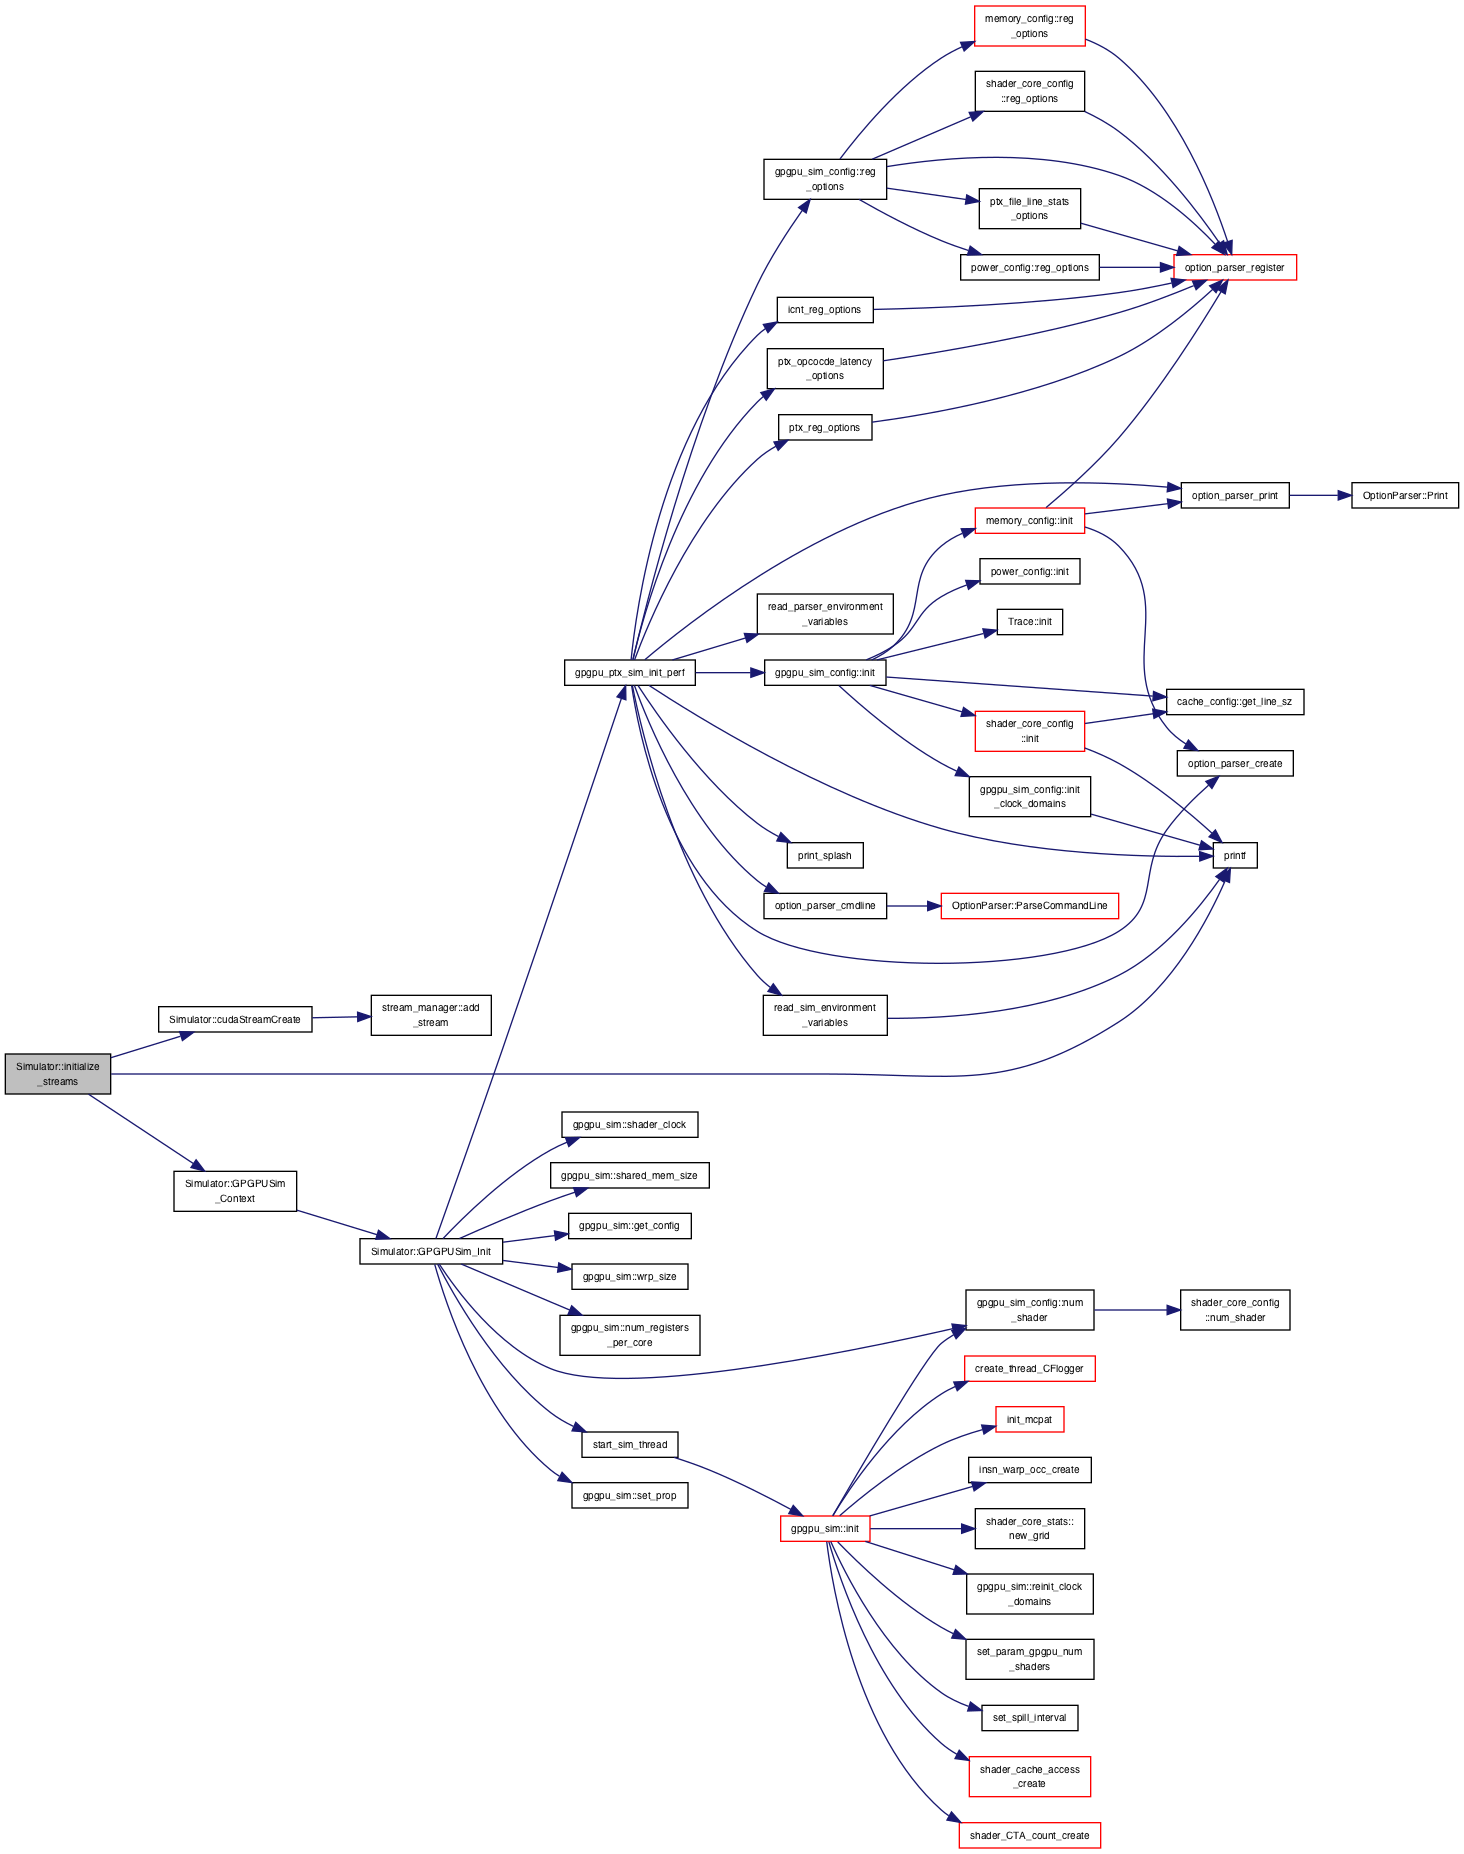 memory_config::reg
_options
shader_core_config
::reg_options
gpgpu_sim_config::reg
_options
ptx_file_line_stats
_options
power_config::reg_options
option_parser_register
icnt_reg_options
ptx_opcocde_latency
_options
ptx_reg_options
option_parser_print
OptionParser::Print
memory_config::init
power_config::init
read_parser_environment
_variables
Trace::init
gpgpu_ptx_sim_init_perf
gpgpu_sim_config::init
cache_config::get_line_sz
shader_core_config
::init
option_parser_create
gpgpu_sim_config::init
_clock_domains
print_splash
printf
option_parser_cmdline
OptionParser::ParseCommandLine
read_sim_environment
_variables
Simulator::cudaStreamCreate
stream_manager::add
_stream
Simulator::initialize
_streams
gpgpu_sim::shader_clock
gpgpu_sim::shared_mem_size
Simulator::GPGPUSim
_Context
gpgpu_sim::get_config
Simulator::GPGPUSim_Init
gpgpu_sim::wrp_size
gpgpu_sim::num_registers
_per_core
gpgpu_sim_config::num
_shader
shader_core_config
::num_shader
create_thread_CFlogger
init_mcpat
start_sim_thread
insn_warp_occ_create
gpgpu_sim::set_prop
gpgpu_sim::init
shader_core_stats::
new_grid
gpgpu_sim::reinit_clock
_domains
set_param_gpgpu_num
_shaders
set_spill_interval
shader_cache_access
_create
shader_CTA_count_create